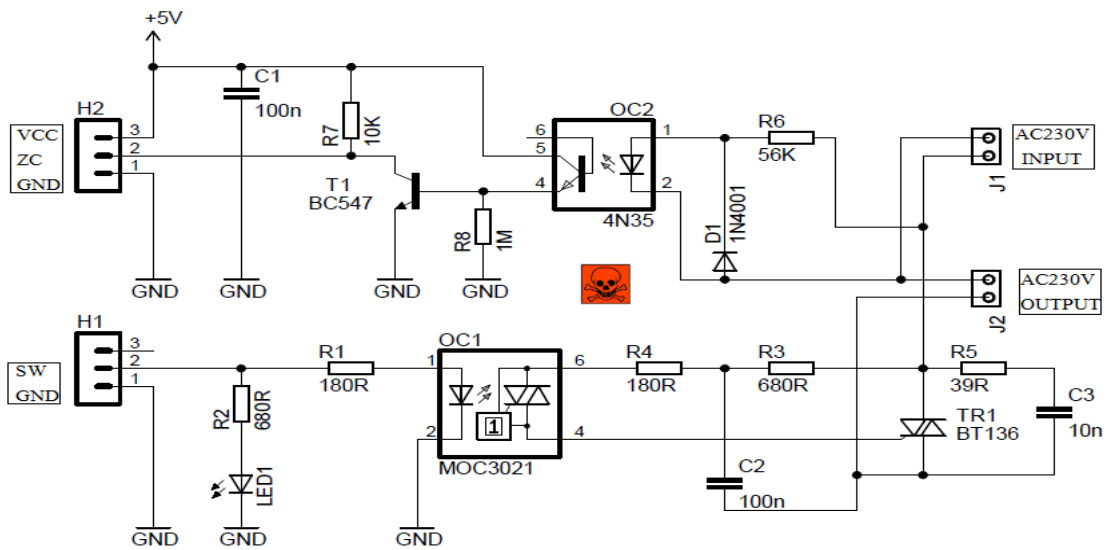 +5V
C1
100n
H2
VCC
ZC
GND
3
2
1
R7
10K
T1
BC547
R8
1M
OC2
6
5
4
1
2
4N35
R6
56K
D1
1N4001
AC230V
INPUT
J1
AC230V
OUTPUT
J2
GND
GND
GND
GND
H1
SW
GND
3
2
1
R1
180R
R2
680R
LED1
OC1
1
2
6
4
1
MOC3021
R4
180R
R3
680R
R5
39R
C3
10n
TR1
BT136
C2
100n
GND
GND
GND